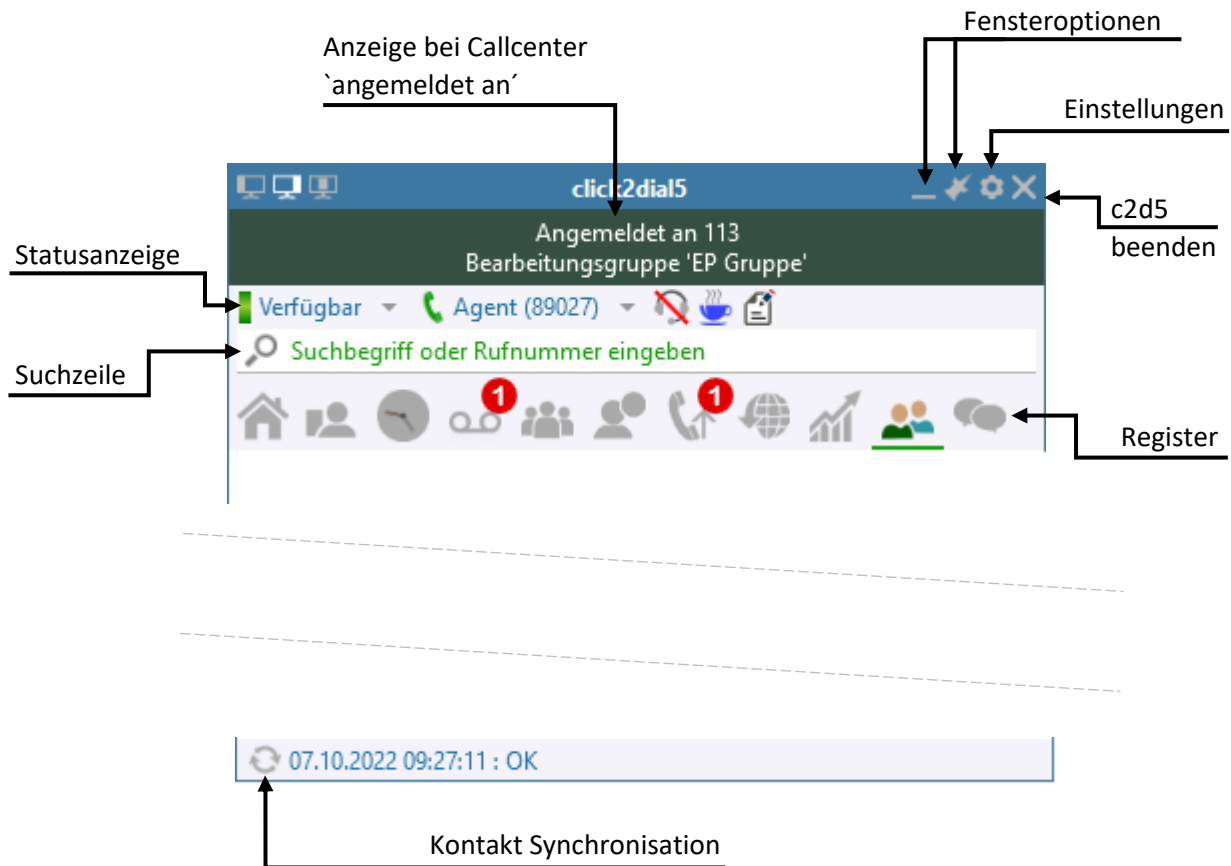 Fensteroptionen
Anzeige bei Callcenter
`angemeldet an´
Einstellungen
click2dial5
c2d5
beenden
Angemeldet an 113
Bearbeitungsgruppe 'EP Gruppe'
Statusanzeige
Verfügbar
Agent (89027)
Suchbegriff oder Rufnummer eingeben
Suchzeile
1
1
Register
07.10.2022 09:27:11 : OK
Kontakt Synchronisation